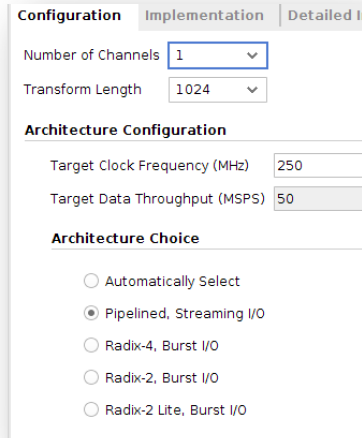 Configuration Implementation Detailed
Number of Channels 1
Transform Length 1024
Architecture Configuration
Target Clock Frequency (MHz) 250
Target Data Throughput (MSPS) 50
Architecture Choice
Automatically Select
Pipelined, Streaming I/O
Radix-4, Burst I/O
Radix-2, Burst I/O
Radix-2 Lite, Burst I/O